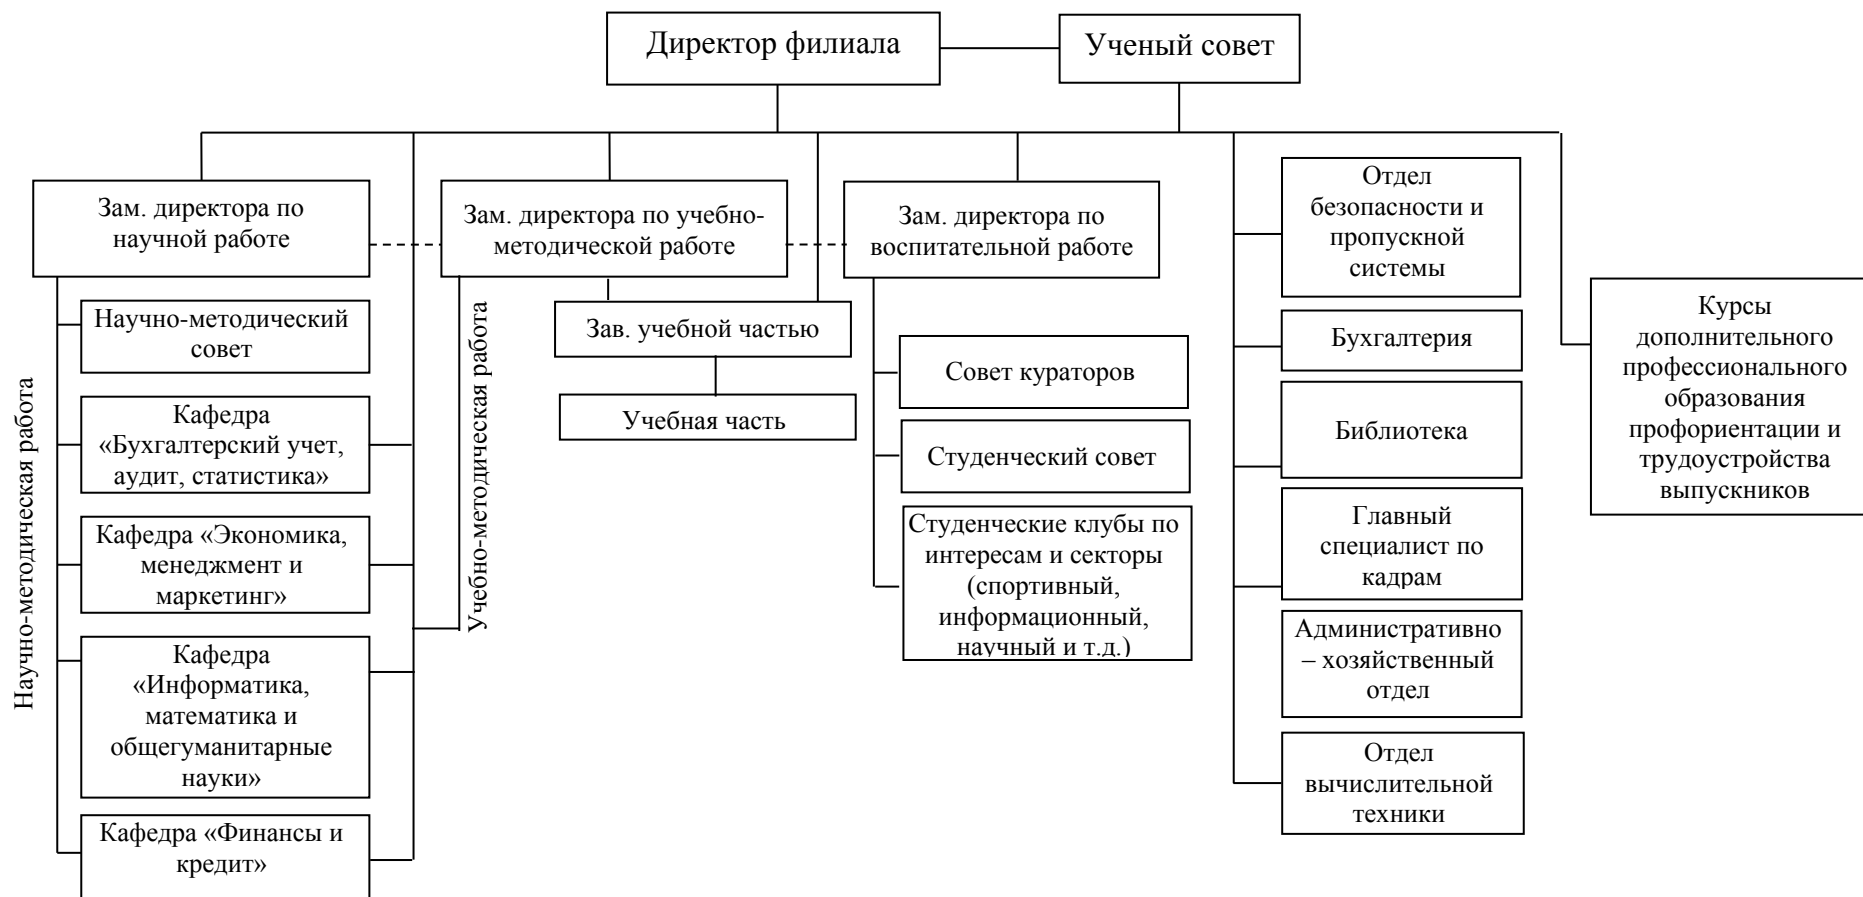 Директор филиала
Ученый совет
Зам. директора по
научной работе
Зам. директора по учебно-
методической работе
Зам. директора по
воспитательной работе
Научно-методическая работа
Научно-методический
совет
Кафедра
«Бухгалтерский учет,
аудит, статистика»
Кафедра «Экономика,
менеджмент и
маркетинг»
Кафедра
«Информатика,
математика и
общегуманитарные
науки»
Кафедра «Финансы и
кредит»
Учебно-методическая работа
Зав. учебной частью
Учебная часть
Совет кураторов
Студенческий совет
Студенческие клубы по
интересам и секторы
(спортивный,
информационный,
научный и т.д.)
Отдел
безопасности и
пропускной
системы
Бухгалтерия
Библиотека
Главный
специалист по
кадрам
Административно
– хозяйственный
отдел
Отдел
вычислительной
техники
Курсы
дополнительного
профессионального
образования
профориентации и
трудоустройства
выпускников